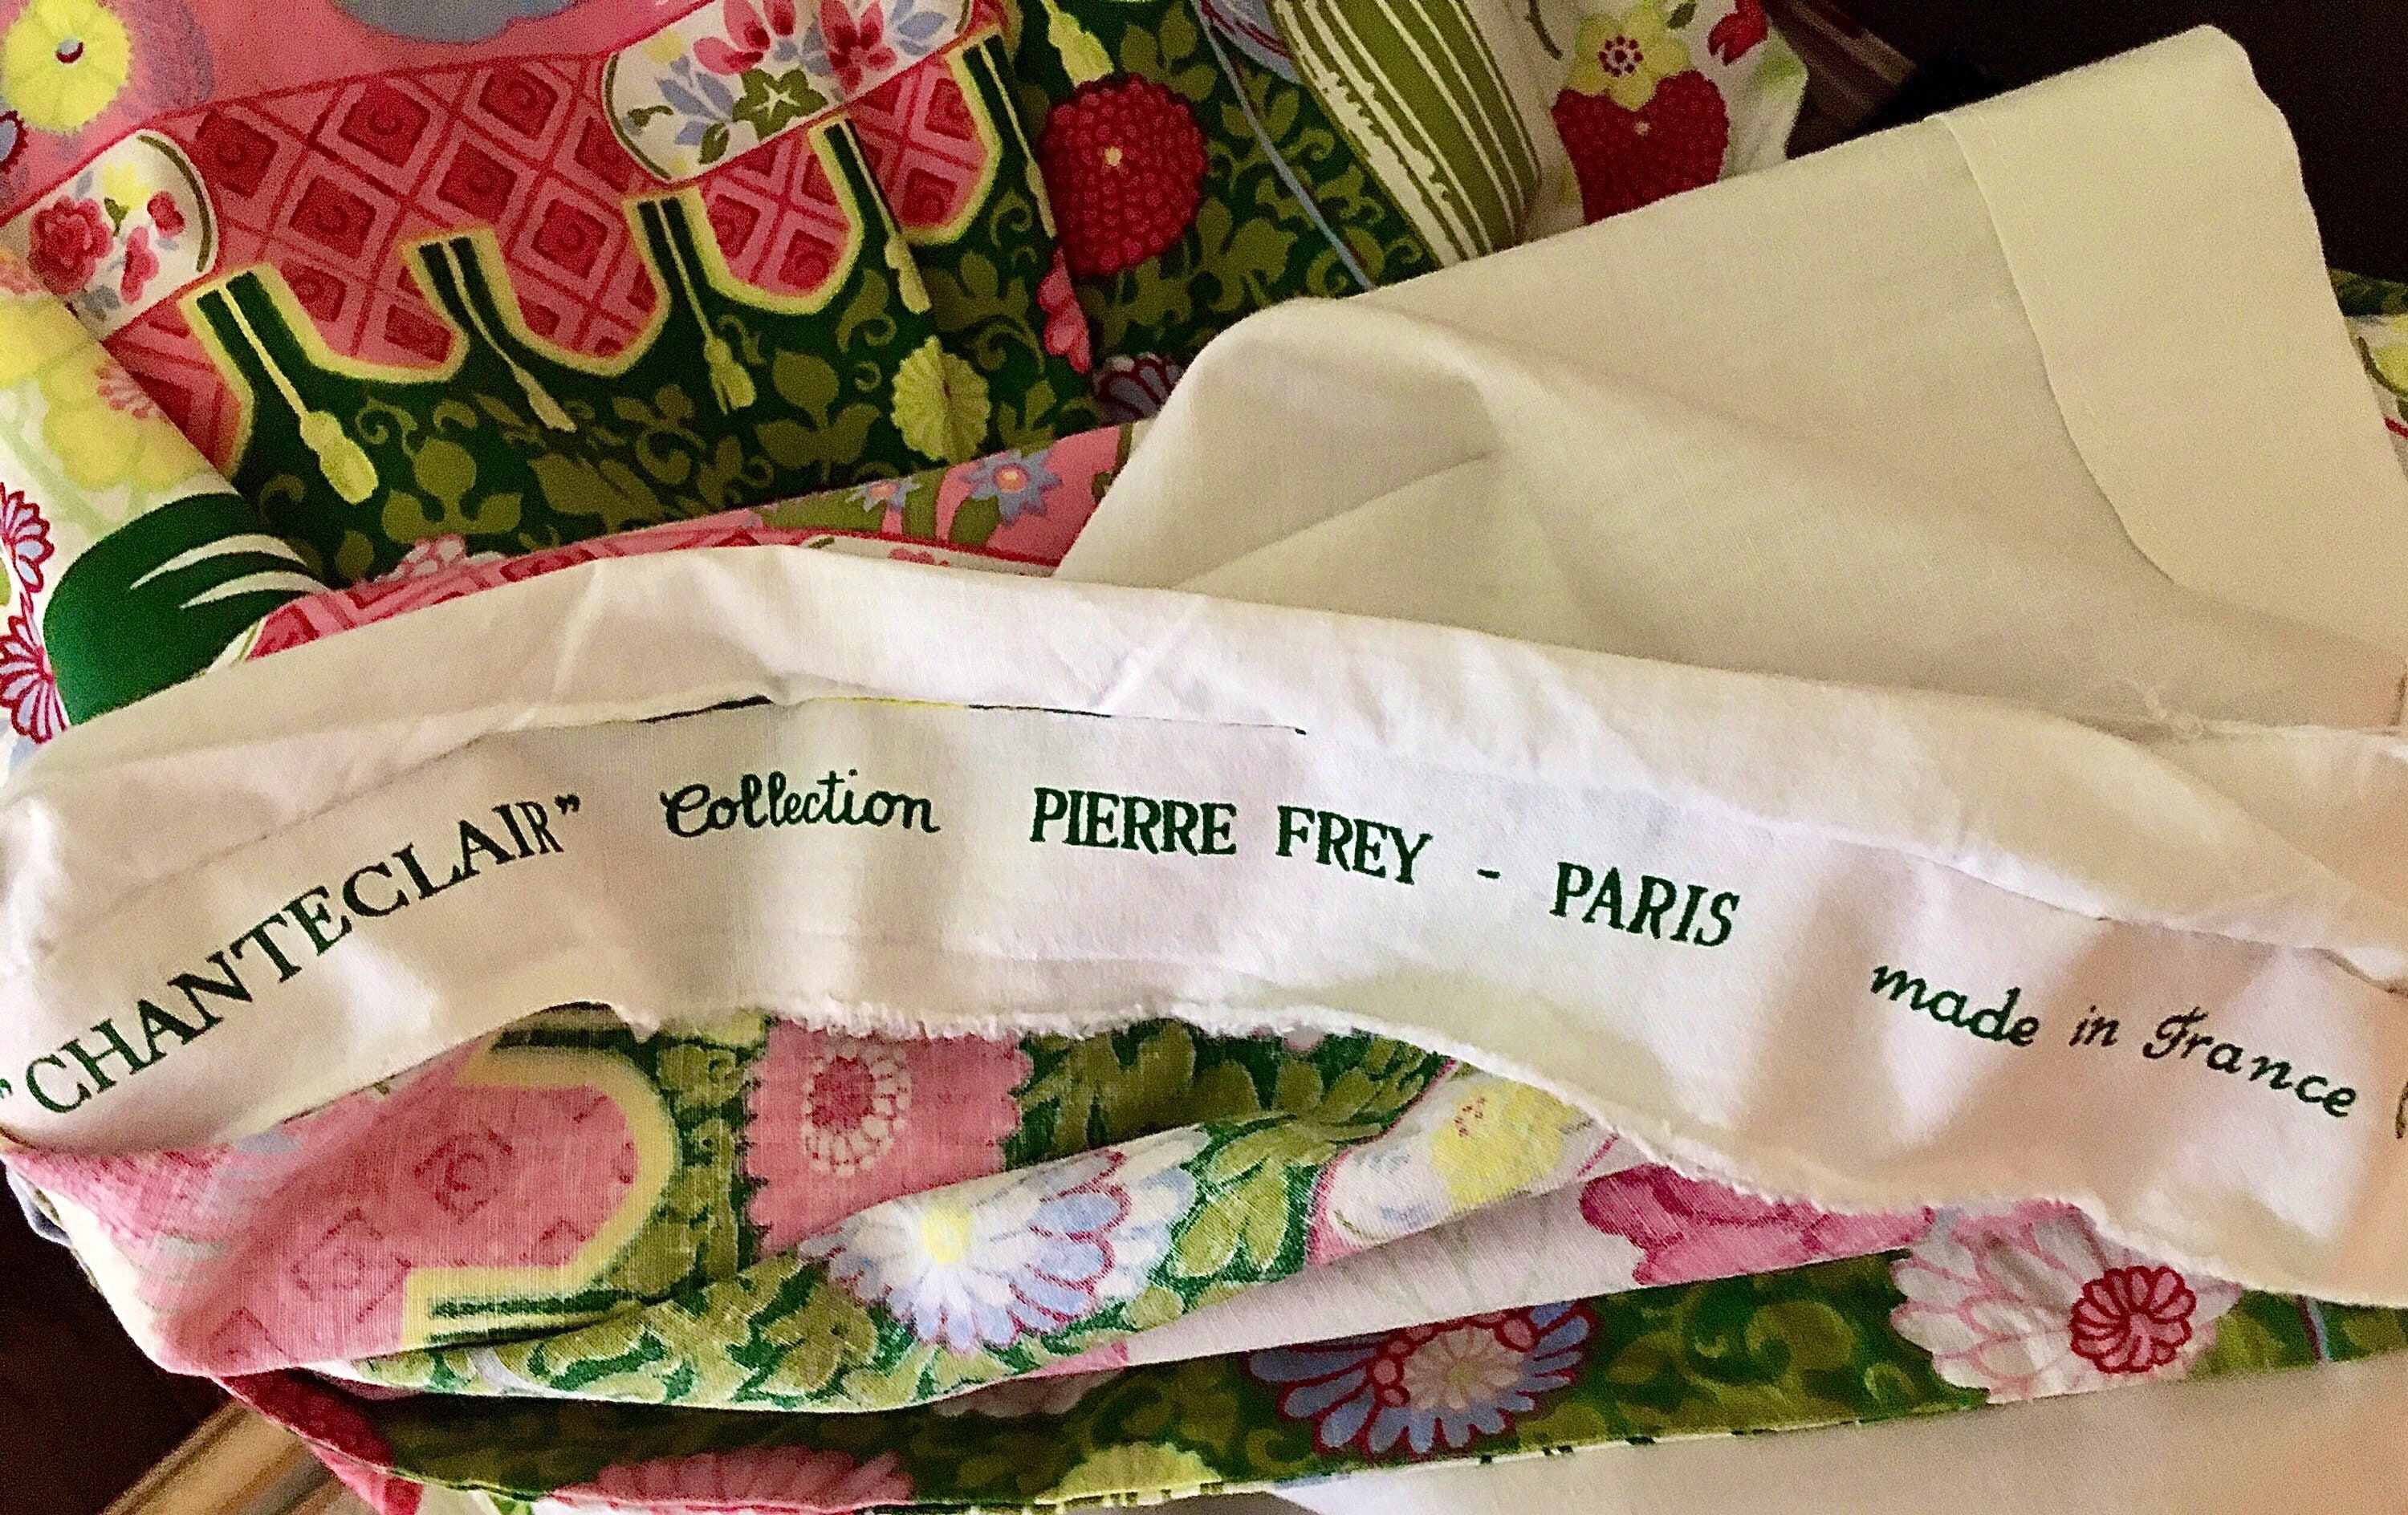 "CHANTECLAIR" Collection PIERRE FREY - PARIS made in France (